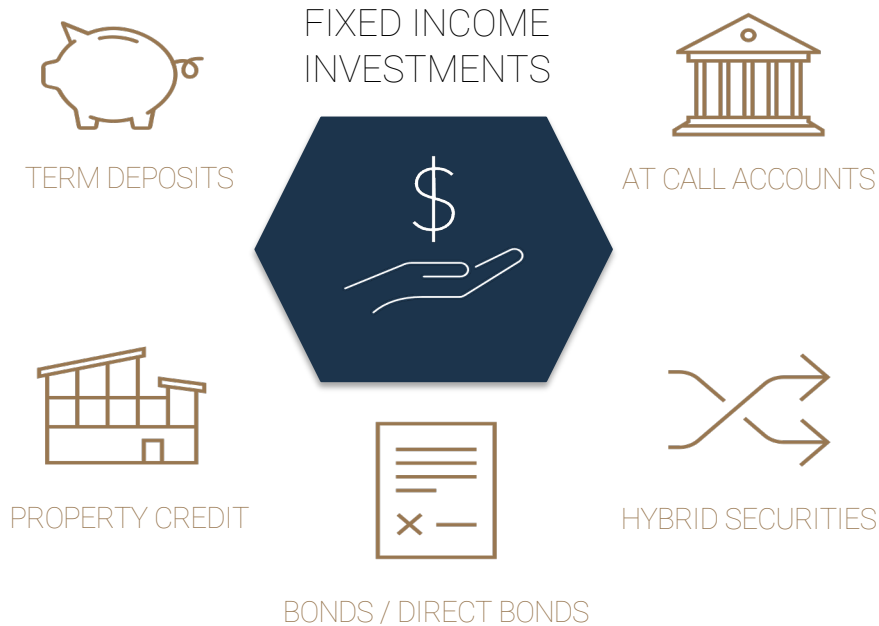 FIXED INCOME
INVESTMENTS
TERM DEPOSITS
AT CALL ACCOUNTS
$
PROPERTY CREDIT
HYBRID SECURITIES
BONDS / DIRECT BONDS